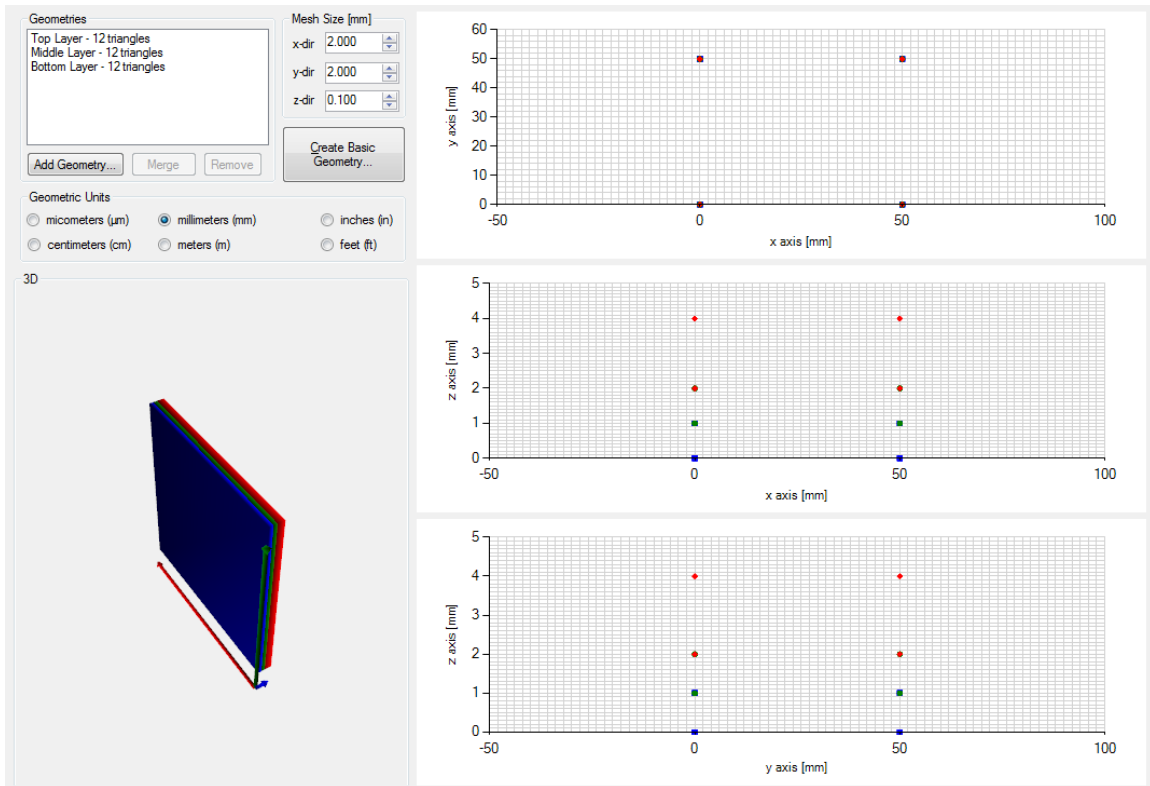 Geometries
Top Layer - 12 triangles
Middle Layer - 12 triangles
Bottom Layer - 12 triangles
Add Geometry...
Merge
Remove
Mesh Size [mm]
x-dir 2.000
y-dir 2.000
z-dir 0.100
Create Basic
Geometry...
Geometric Units
micometers (µm)
millimeters (mm)
inches (in)
centimeters (cm)
meters (m)
feet (ft)
3D
60
50
40
30
20
10
0
y axis [mm]
-50 0 50 100
x axis [mm]
5
4
3
2
1
0
z axis [mm]
-50 0 50 100
x axis [mm]
5
4
3
2
1
0
z axis [mm]
-50 0 50 100
y axis [mm]